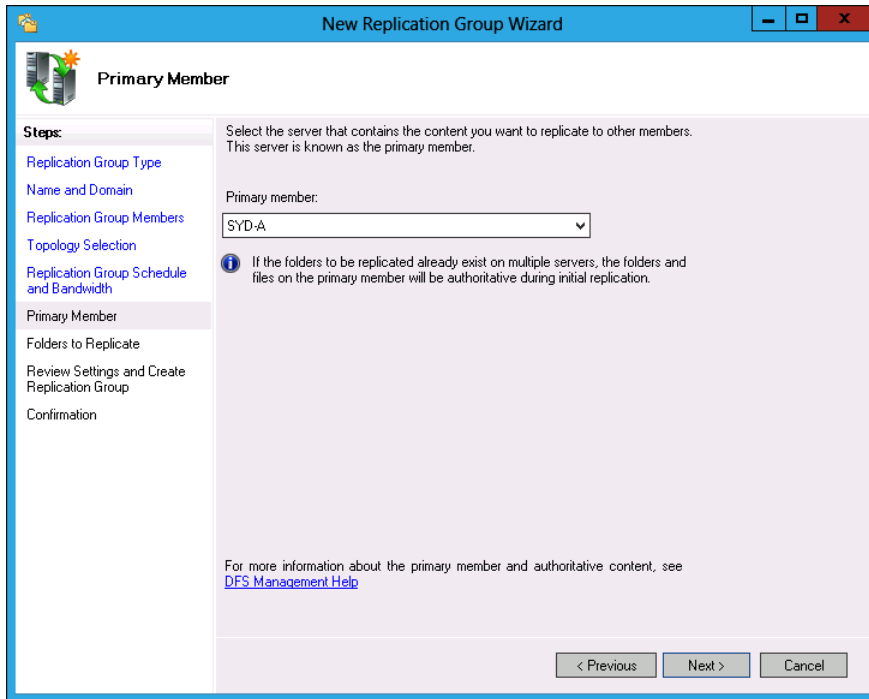 New Replication Group Wizard
Primary Member
Steps:
Replication Group Type
Name and Domain
Replication Group Members
Topology Selection
Replication Group Schedule
and Bandwidth
Primary Member
Folders to Replicate
Review Settings and Create
Replication Group
Confirmation
Select the server that contains the content you want to replicate to other members.
This server is known as the primary member.
Primary member:
SYD-A
If the folders to be replicated already exist on multiple servers, the folders and
files on the primary member will be authoritative during initial replication.
For more information about the primary member and authoritative content, see
DFS Management Help
< Previous
Next >
Cancel